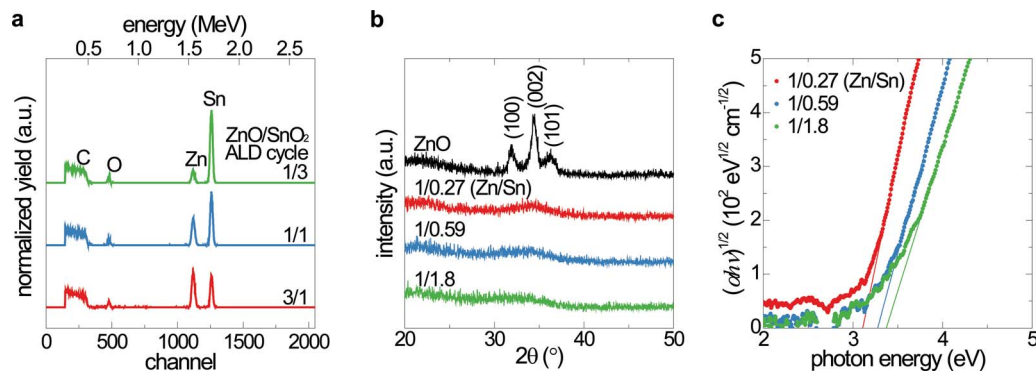 a
energy (MeV)
0.5 1.0 1.5 2.0 2.5
normalized yield (a.u.)
Sn
ZnO/SnO₂
ALD cycle
C
O
Zn
1/3
1/1
3/1
0 500 1000 1500 2000
channel
b
intensity (a.u.)
(100)
(002)
(101)
ZnO
1/0.27 (Zn/Sn)
1/0.59
1/1.8
20 30 40 50
2θ (°)
c
(αhν)^1/2 (10² eV^1/2 cm^-1/2)
5
4
3
2
1
0
1/0.27 (Zn/Sn)
1/0.59
1/1.8
2 3 4 5
photon energy (eV)